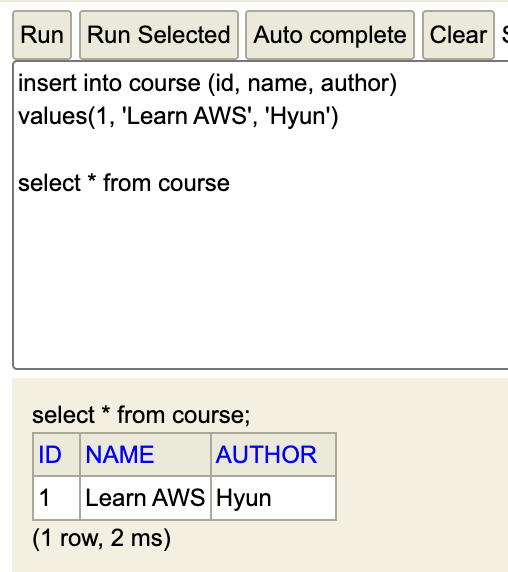 Run Run Selected Auto complete Clear
insert into course (id, name, author)
values(1, 'Learn AWS', 'Hyun')
select * from course
select * from course;
ID NAME AUTHOR
1 Learn AWS Hyun
(1 row, 2 ms)